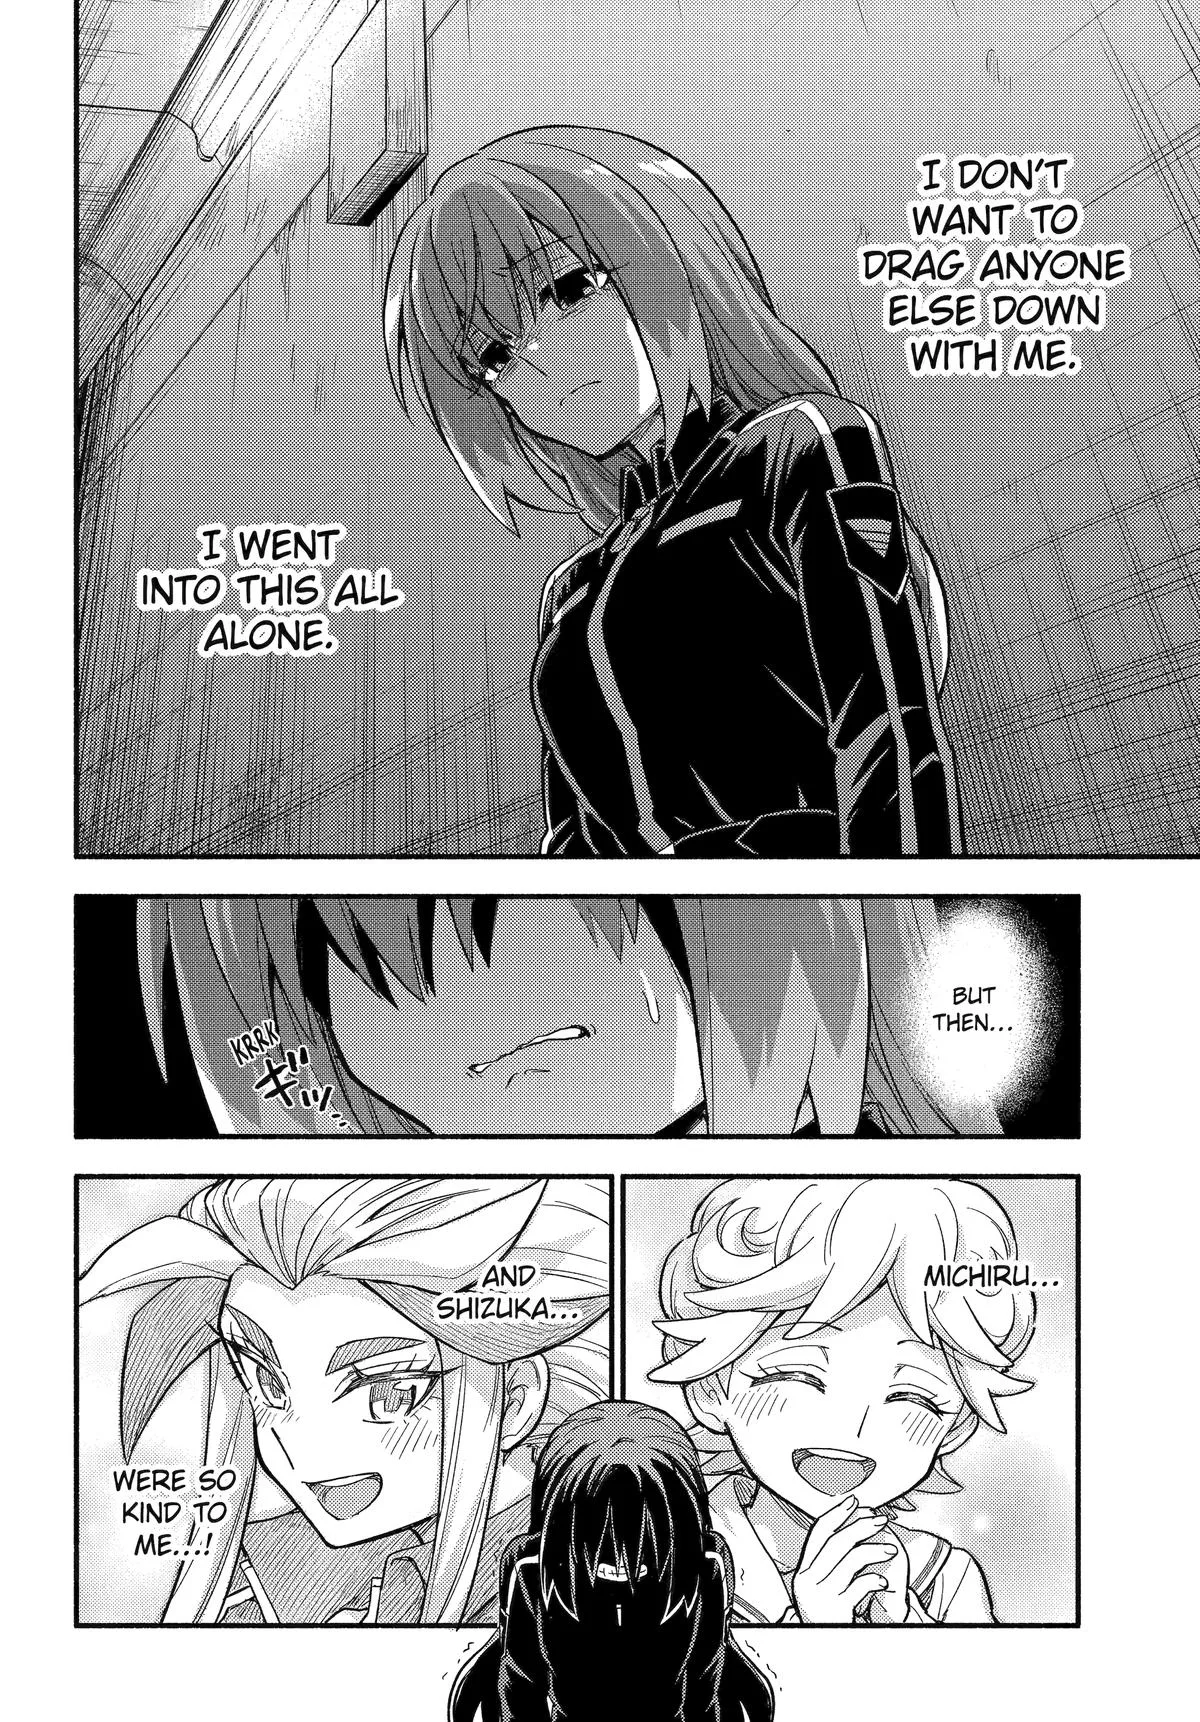 I DON'T
WANT TO
DRAG ANYONE
ELSE DOWN
WITH ME.
I WENT
INTO THIS ALL
ALONE.
BUT
THEN...
KRRK
ギッ...
MICHIRU...
AND
SHIZUKA...
WERE SO
KIND TO
ME...!